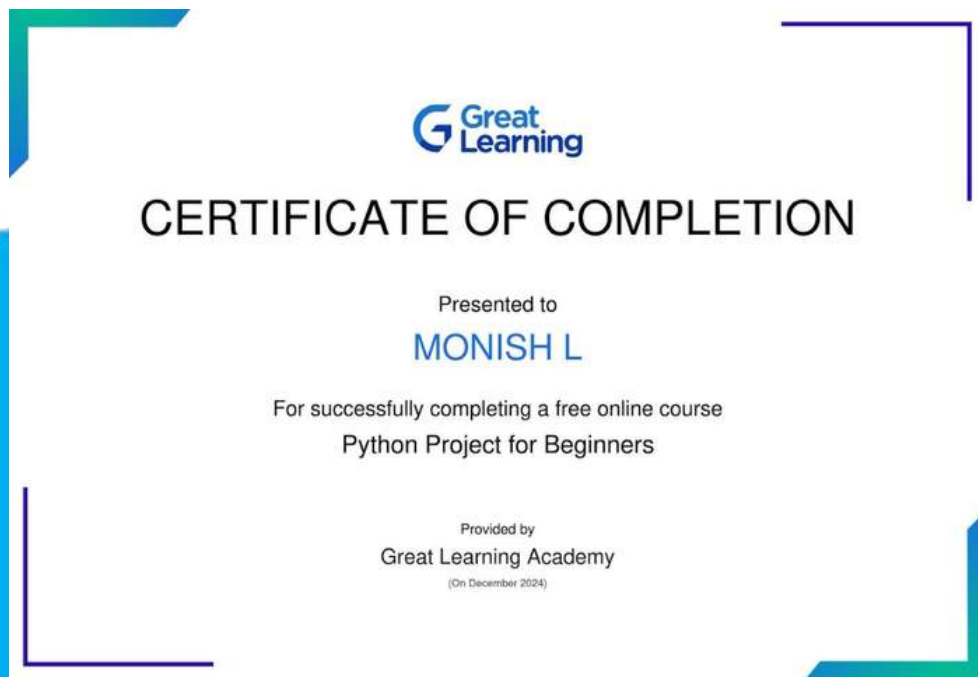 Great
Learning
CERTIFICATE OF COMPLETION
Presented to
MONISH L
For successfully completing a free online course
Python Project for Beginners
Provided by
Great Learning Academy
(On December 2024)